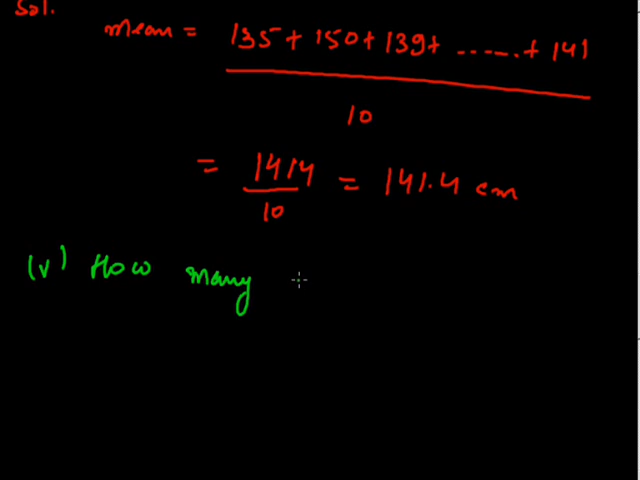 Sol.
Mean = 135 + 150 + 139 + ...... + 141
10
= 1414 / 10 = 141.4 cm
(v) How many